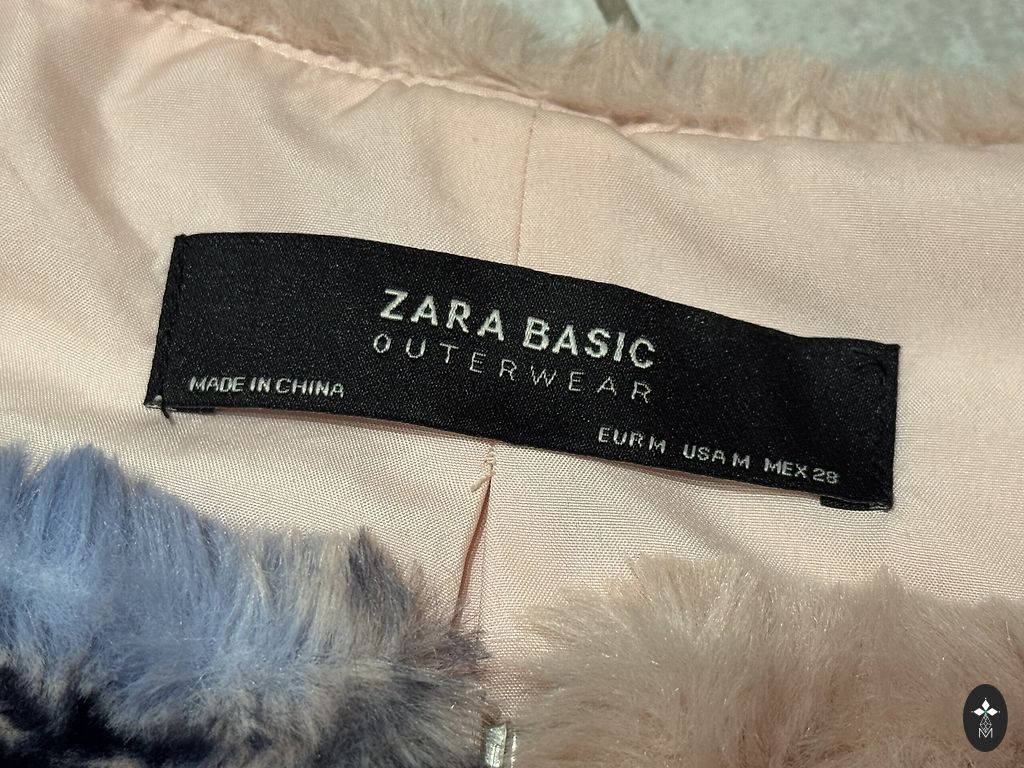 ZARA BASIC
OUTERWEAR
MADE IN CHINA
EUR M USA M MEX 28
M